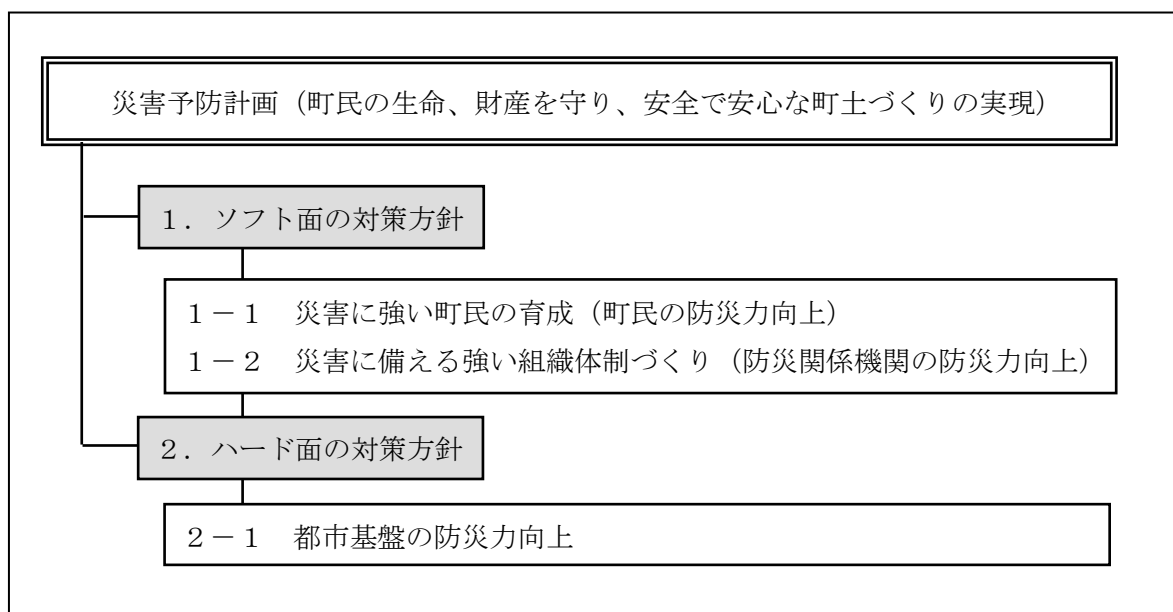 災害予防計画（町民の生命、財産を守り、安全で安心な町土づくりの実現）
１．ソフト面の対策方針
１－１　災害に強い町民の育成（町民の防災力向上）
１－２　災害に備える強い組織体制づくり（防災関係機関の防災力向上）
２．ハード面の対策方針
２－１　都市基盤の防災力向上